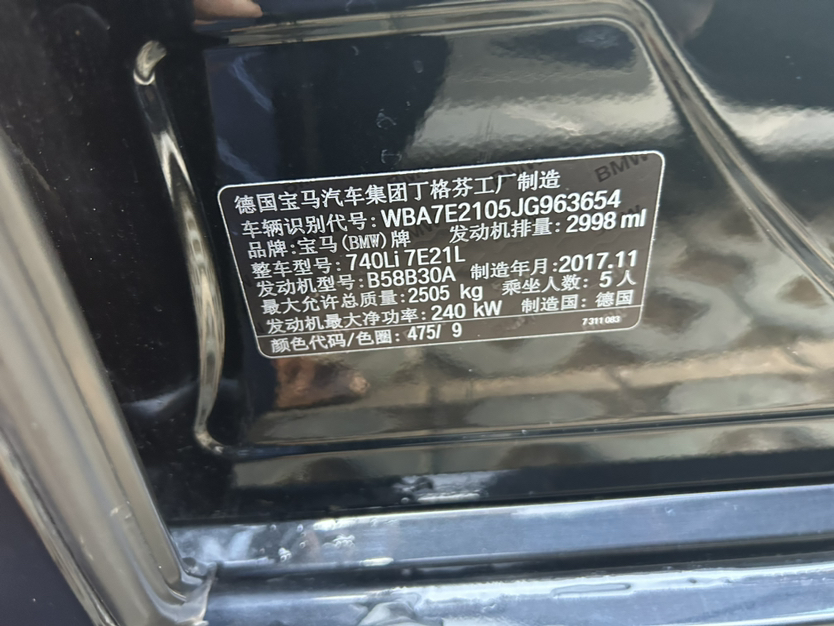 德国宝马汽车集团丁格芬工厂制造
车辆识别代号: WBA7E2105JG963654
品牌: 宝马(BMW)牌 发动机排量: 2998 ml
整车型号: 740Li 7E21L
发动机型号: B58B30A 制造年月: 2017.11
最大允许总质量: 2505 kg 乘坐人数: 5 人
发动机最大净功率: 240 kW 制造国: 德国
颜色代码/色圈: 475/ 9 7311 083
BMW